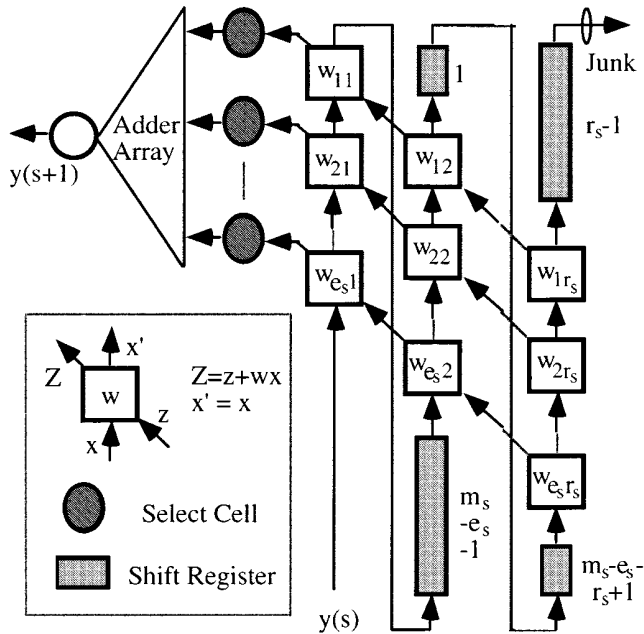 w₁₁
1
Junk
rₛ-1
Adder
Array
w₂₁
w₁₂
y(s+1)
w₂₂
wₑₛ1
w₁rₛ
w₂rₛ
wₑₛ2
x'
Z
w
Z=z+wx
x' = x
z
x
wₑₛrₛ
Select Cell
mₛ
-eₛ
-1
Shift Register
y(s)
mₛ-eₛ-
rₛ+1